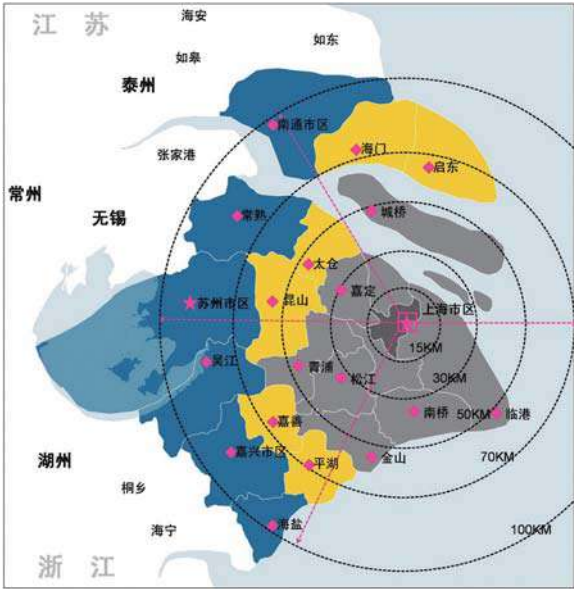 江苏
海安
如东
如皋
泰州
南通市区
海门
张家港
启东
常州
城桥
常熟
无锡
太仓
嘉定
苏州市区
昆山
上海市区
15KM
吴江
青浦
松江
30KM
嘉善
南桥
50KM
临港
湖州
嘉兴市区
平湖
金山
70KM
桐乡
海宁
海盐
100KM
浙江